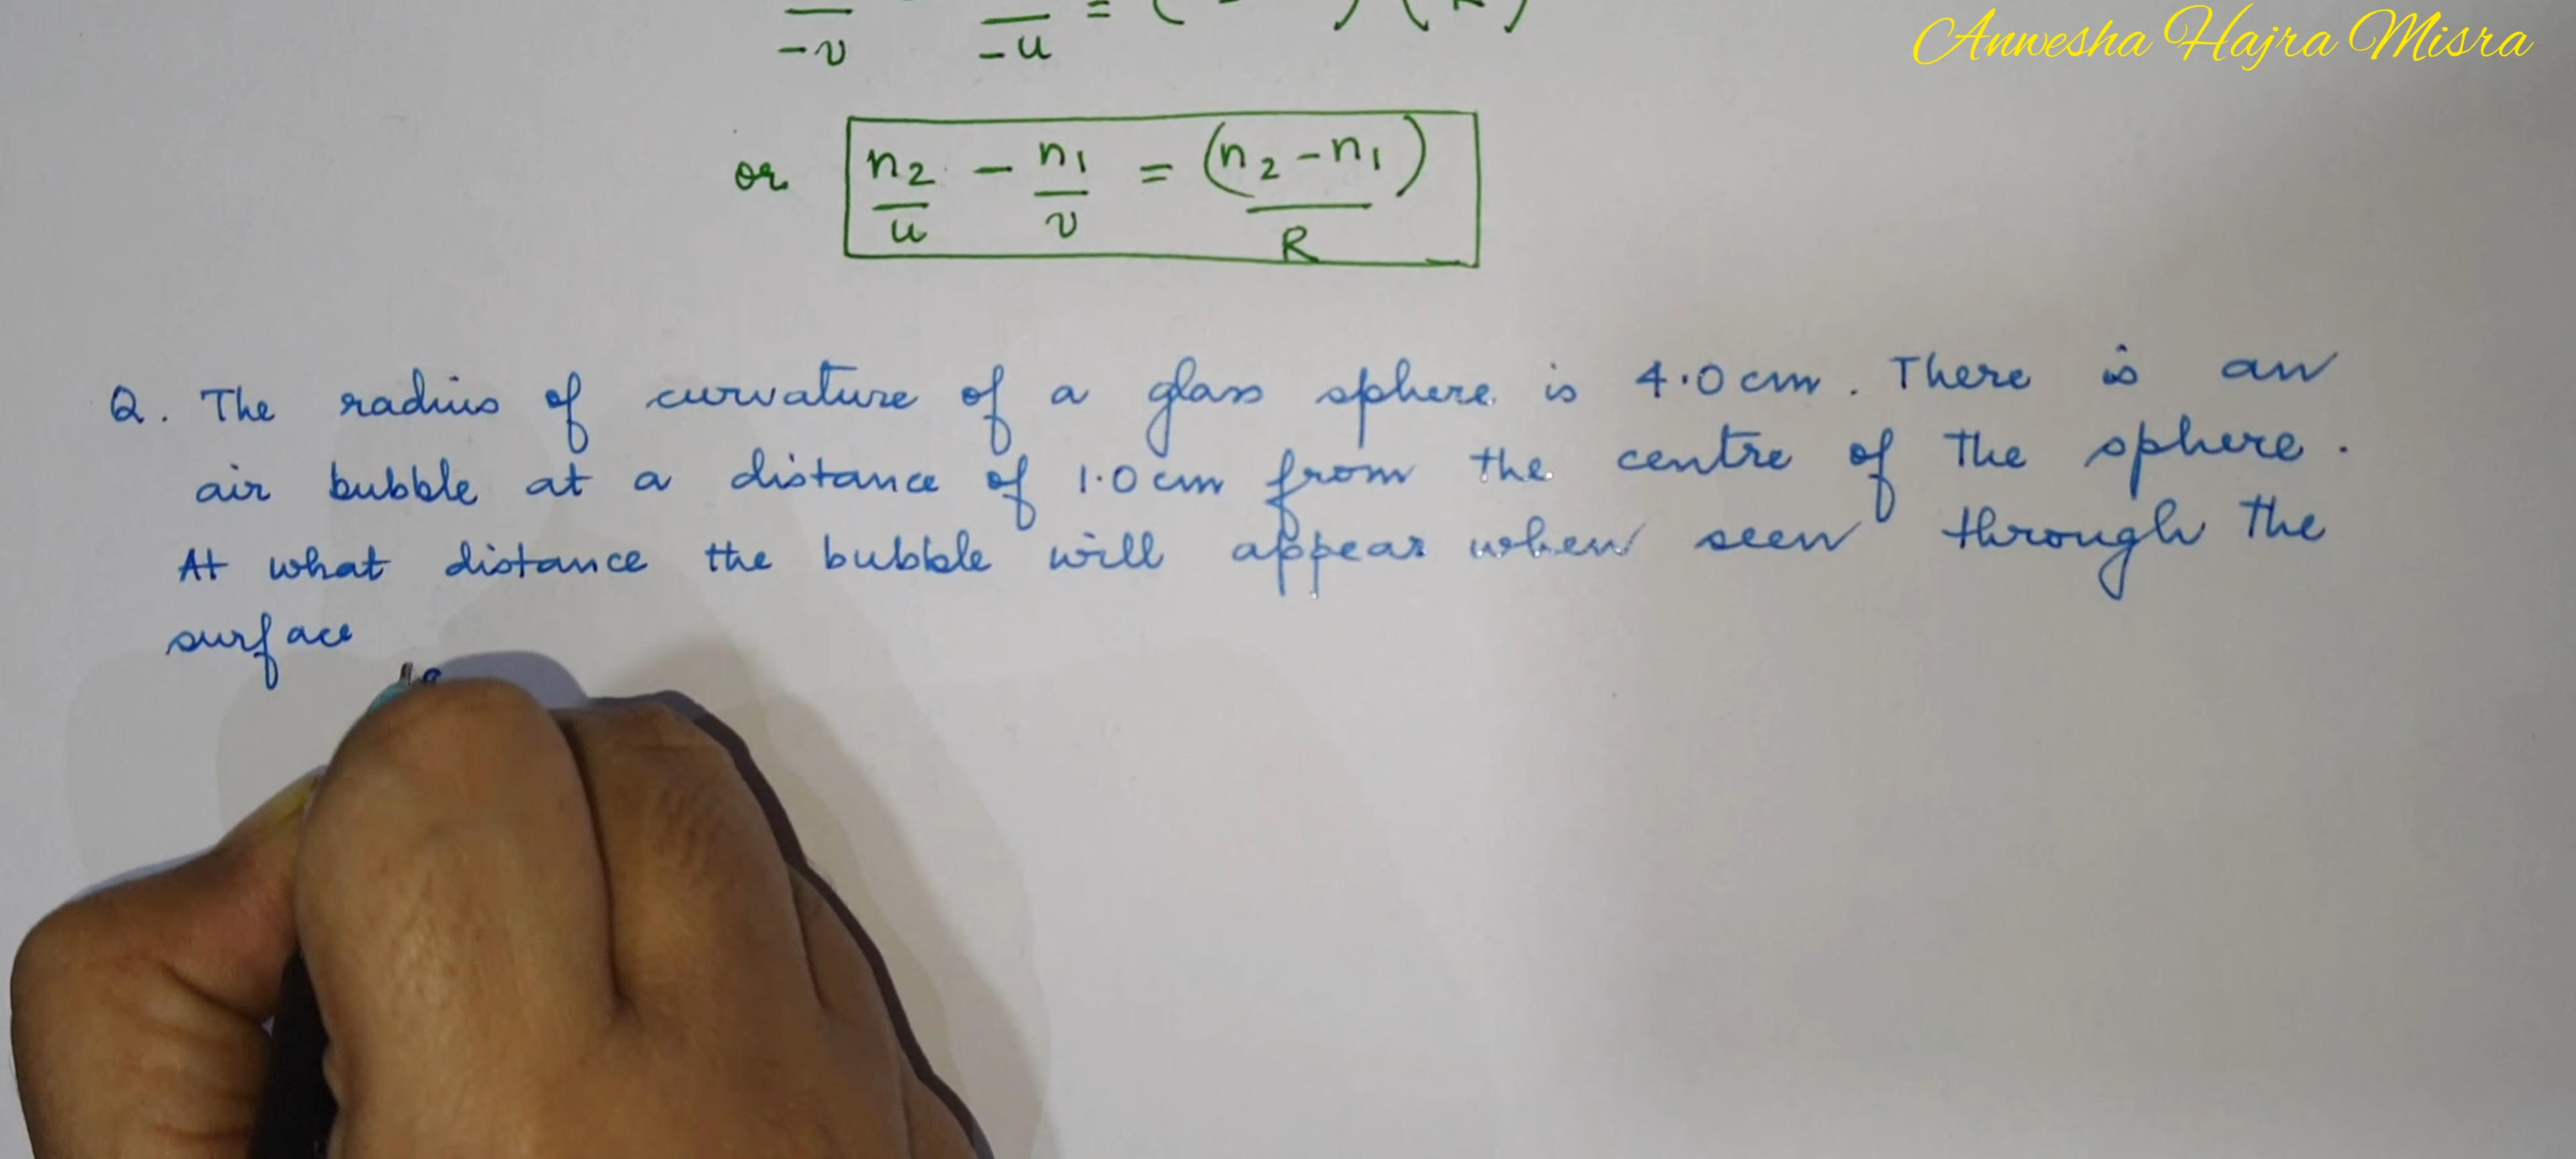 Anwesha Hajra Misra
-v -u = ( ) ( )
or n2/u - n1/v = (n2 - n1)/R
Q. The radius of curvature of a glass sphere is 4.0 cm. There is an
air bubble at a distance of 1.0 cm from the centre of the sphere.
At what distance the bubble will appear when seen through the
surface